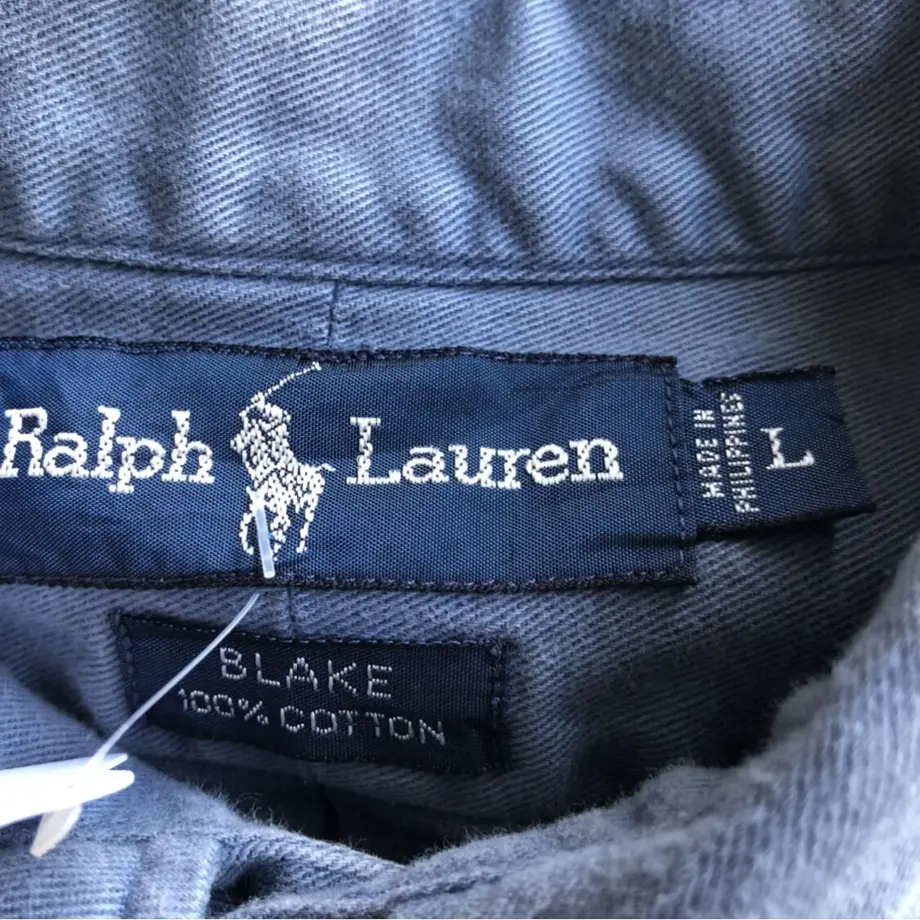 Ralph Lauren
MADE IN
PHILIPPINES
L
BLAKE
100% COTTON